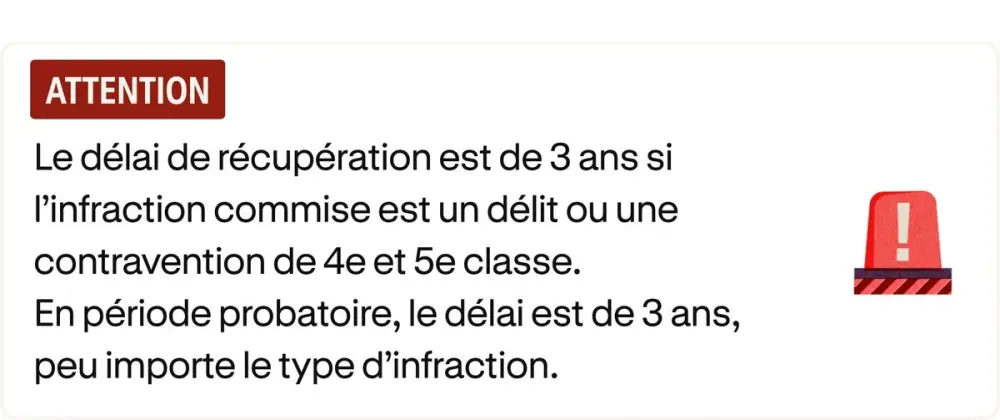 ATTENTION
Le délai de récupération est de 3 ans si
l’infraction commise est un délit ou une
contravention de 4e et 5e classe.
En période probatoire, le délai est de 3 ans,
peu importe le type d’infraction.
!